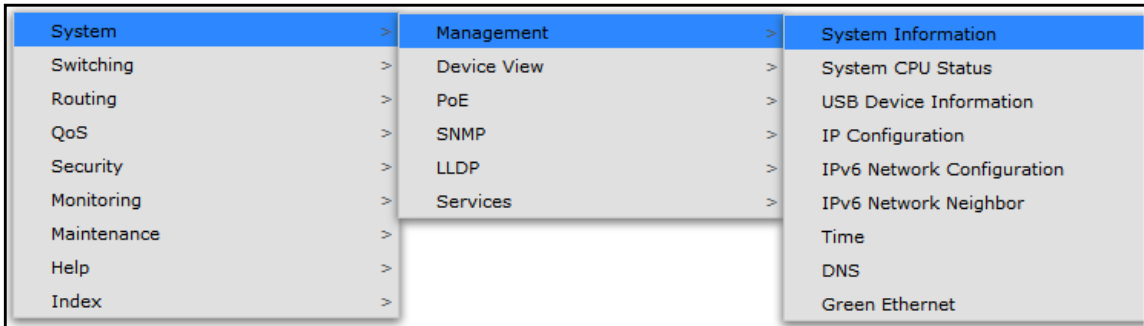 System >
Switching >
Routing >
QoS >
Security >
Monitoring >
Maintenance >
Help >
Index >
Management >
Device View >
PoE >
SNMP >
LLDP >
Services >
System Information
System CPU Status
USB Device Information
IP Configuration
IPv6 Network Configuration
IPv6 Network Neighbor
Time
DNS
Green Ethernet